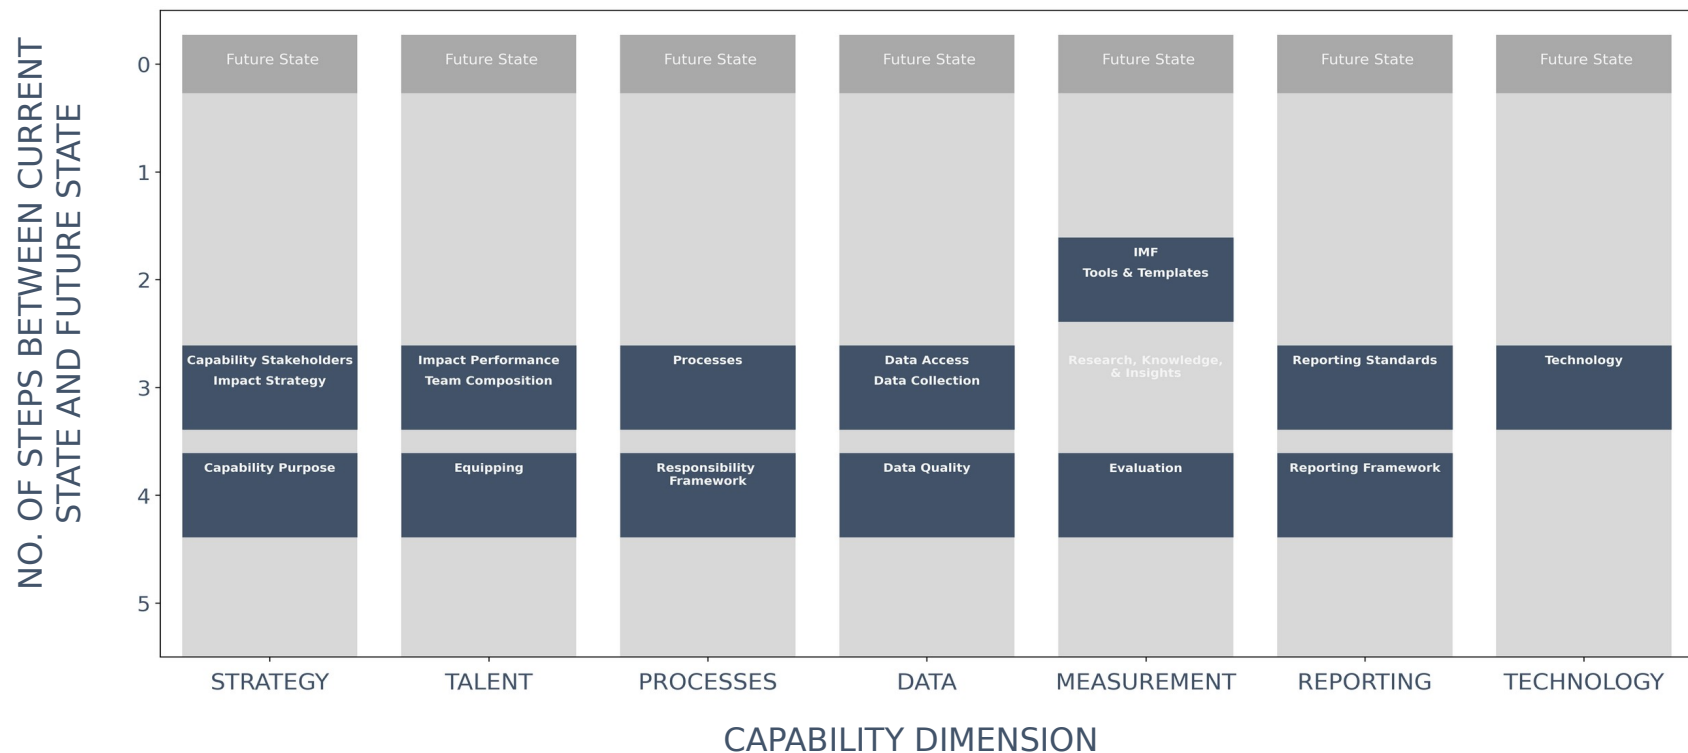 NO. OF STEPS BETWEEN CURRENT
STATE AND FUTURE STATE
0
1
2
3
4
5
Future State
Future State
Future State
Future State
Future State
Future State
Future State
IMF
Tools & Templates
Capability Stakeholders
Impact Strategy
Impact Performance
Team Composition
Processes
Data Access
Data Collection
Research, Knowledge,
& Insights
Reporting Standards
Technology
Capability Purpose
Equipping
Responsibility
Framework
Data Quality
Evaluation
Reporting Framework
STRATEGY
TALENT
PROCESSES
DATA
MEASUREMENT
REPORTING
TECHNOLOGY
CAPABILITY DIMENSION